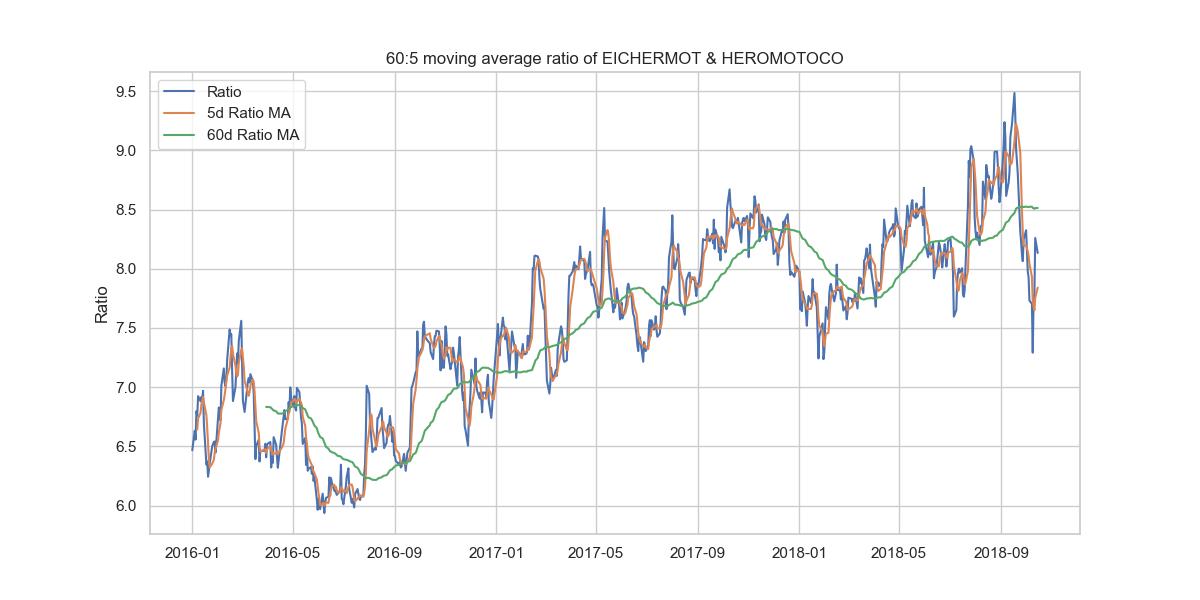 60:5 moving average ratio of EICHERMOT & HEROMOTOCO
Ratio
5d Ratio MA
60d Ratio MA
Ratio
9.5
9.0
8.5
8.0
7.5
7.0
6.5
6.0
2016-01 2016-05 2016-09 2017-01 2017-05 2017-09 2018-01 2018-05 2018-09